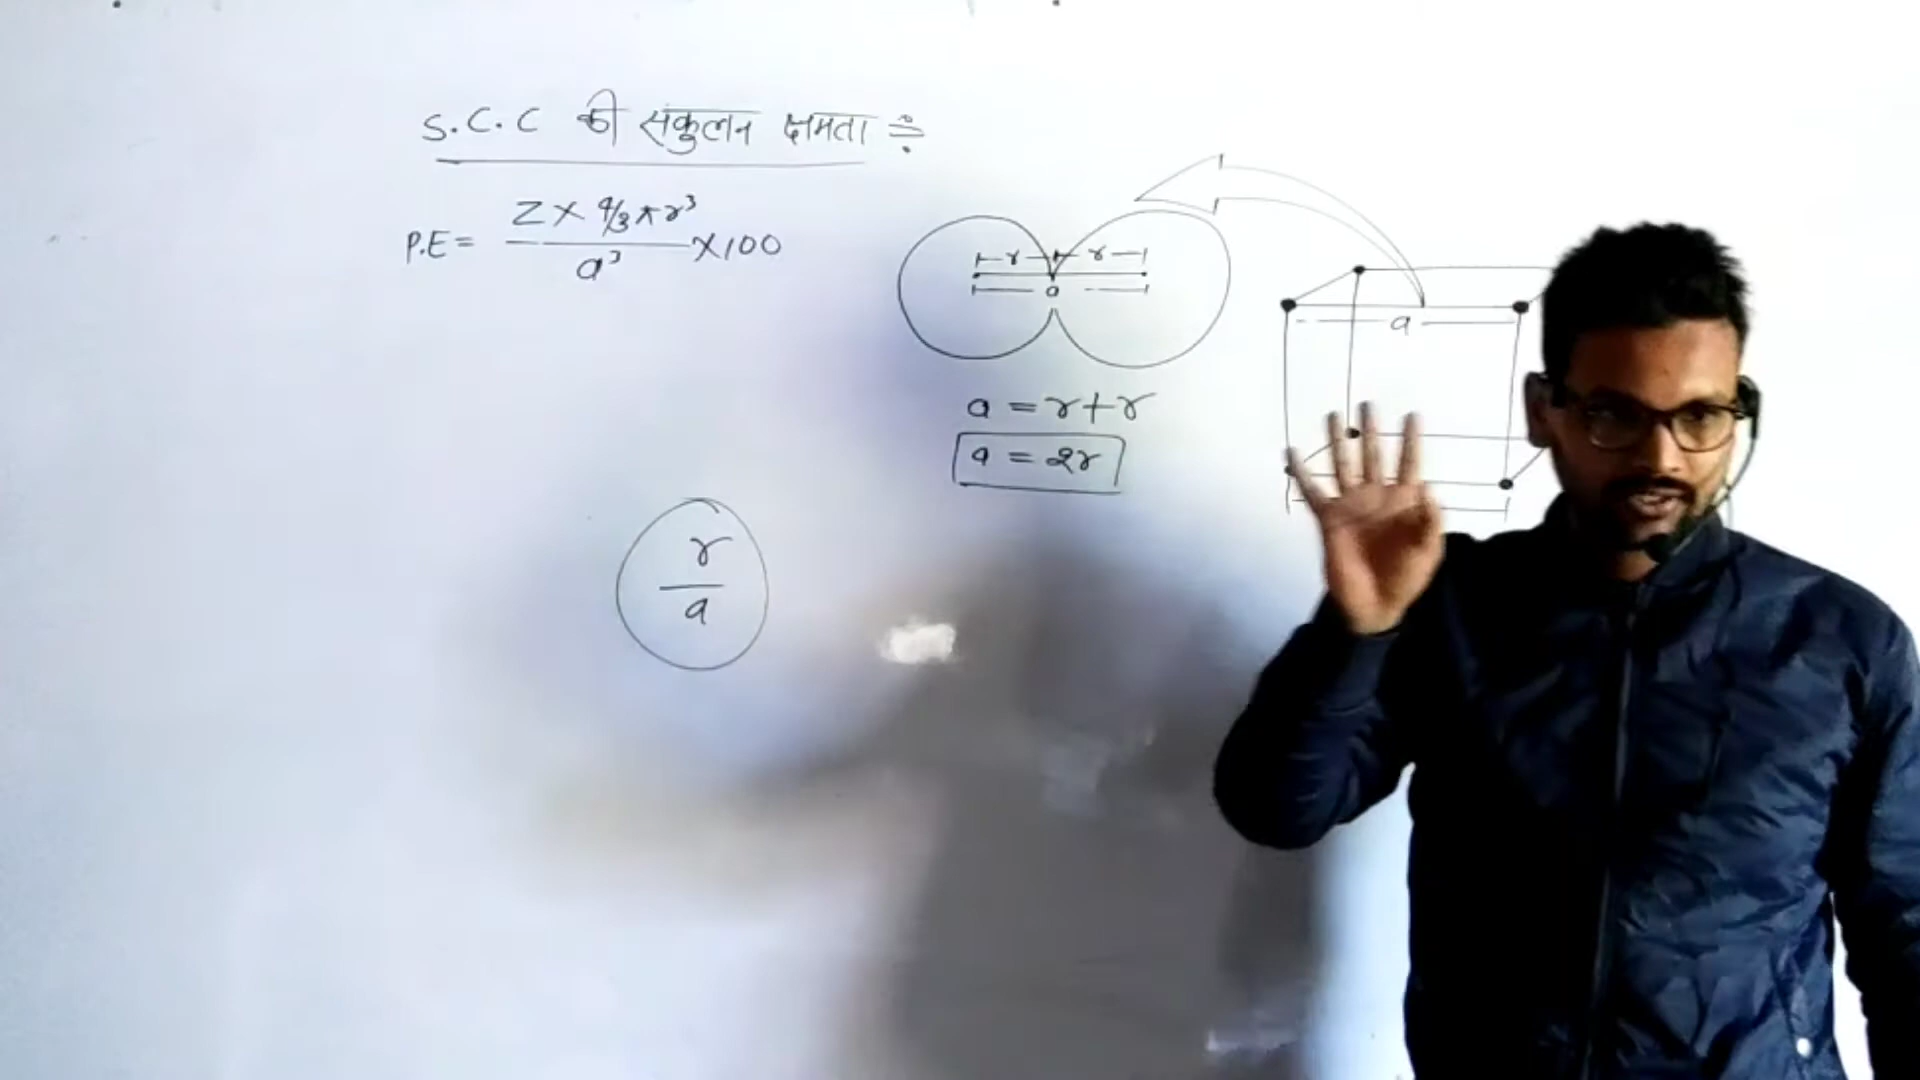 S.C.C की संकुलन क्षमता ÷
P.E = Z × 4/3 π r³ / a³ × 100
r r
a
a
a = r + r
a = 2r
r / a